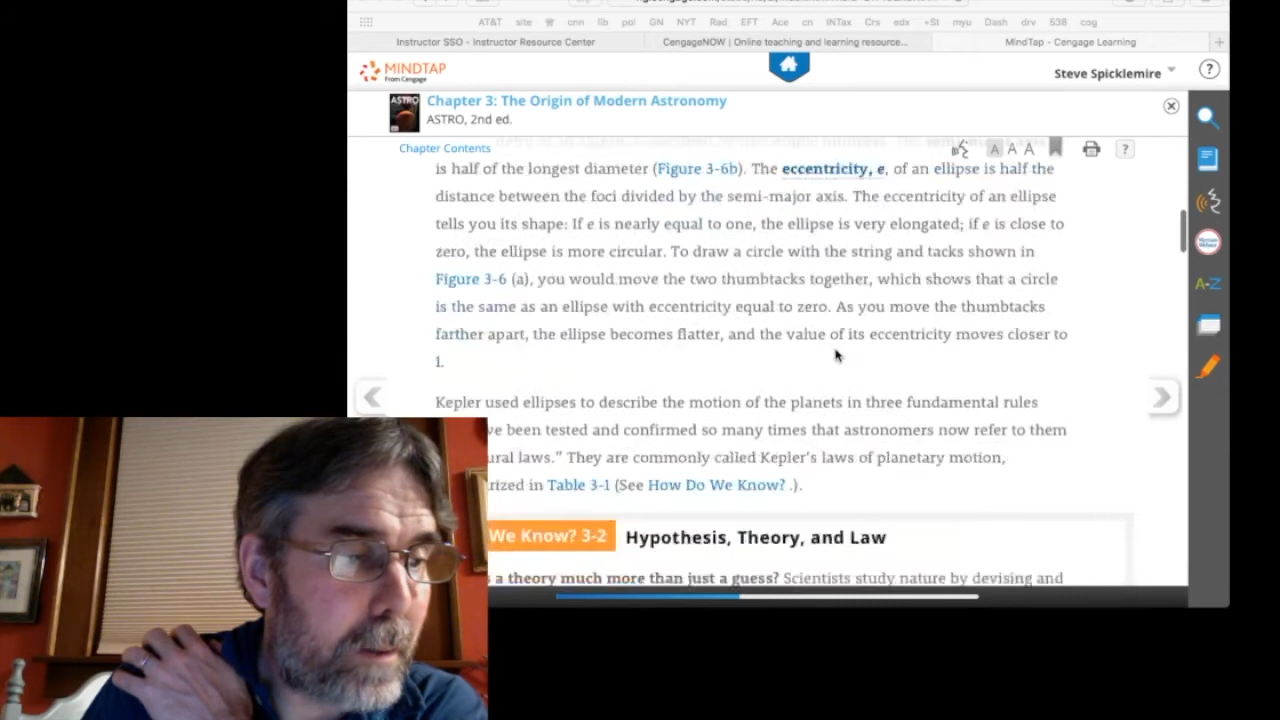 AT&T site cnn lib pol GN NYT Rad EFT Ace cn INTax Crs edx +St myu Dash drv 538 cog
Instructor SSO - Instructor Resource Center CengageNOW | Online teaching and learning resource... MindTap - Cengage Learning
MINDTAP
From Cengage
Steve Spicklemire
?
ASTRO
Chapter 3: The Origin of Modern Astronomy
ASTRO, 2nd ed.
Chapter Contents
A A A
?
is half of the longest diameter (Figure 3-6b). The eccentricity, e, of an ellipse is half the
distance between the foci divided by the semi-major axis. The eccentricity of an ellipse
tells you its shape: If e is nearly equal to one, the ellipse is very elongated; if e is close to
zero, the ellipse is more circular. To draw a circle with the string and tacks shown in
Figure 3-6 (a), you would move the two thumbtacks together, which shows that a circle
is the same as an ellipse with eccentricity equal to zero. As you move the thumbtacks
farther apart, the ellipse becomes flatter, and the value of its eccentricity moves closer to
1.
Kepler used ellipses to describe the motion of the planets in three fundamental rules
ve been tested and confirmed so many times that astronomers now refer to them
ural laws.” They are commonly called Kepler's laws of planetary motion,
rized in Table 3-1 (See How Do We Know? .).
We Know? 3-2 Hypothesis, Theory, and Law
s a theory much more than just a guess? Scientists study nature by devising and
A-Z